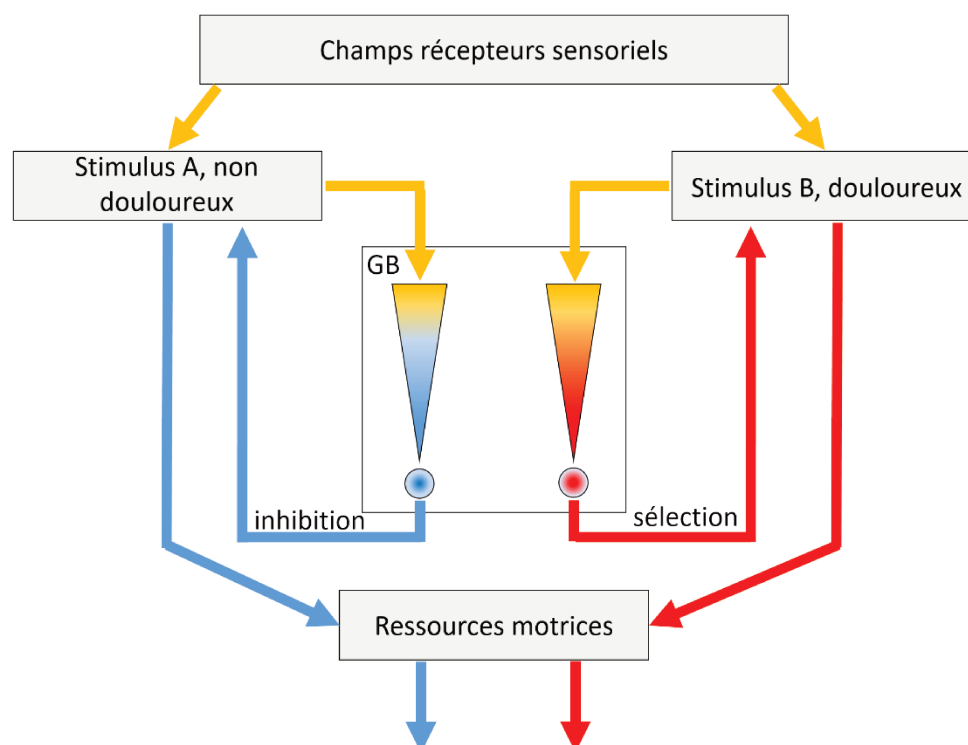 Champs récepteurs sensoriels
Stimulus A, non
douloureux
Stimulus B, douloureux
GB
inhibition
sélection
Ressources motrices